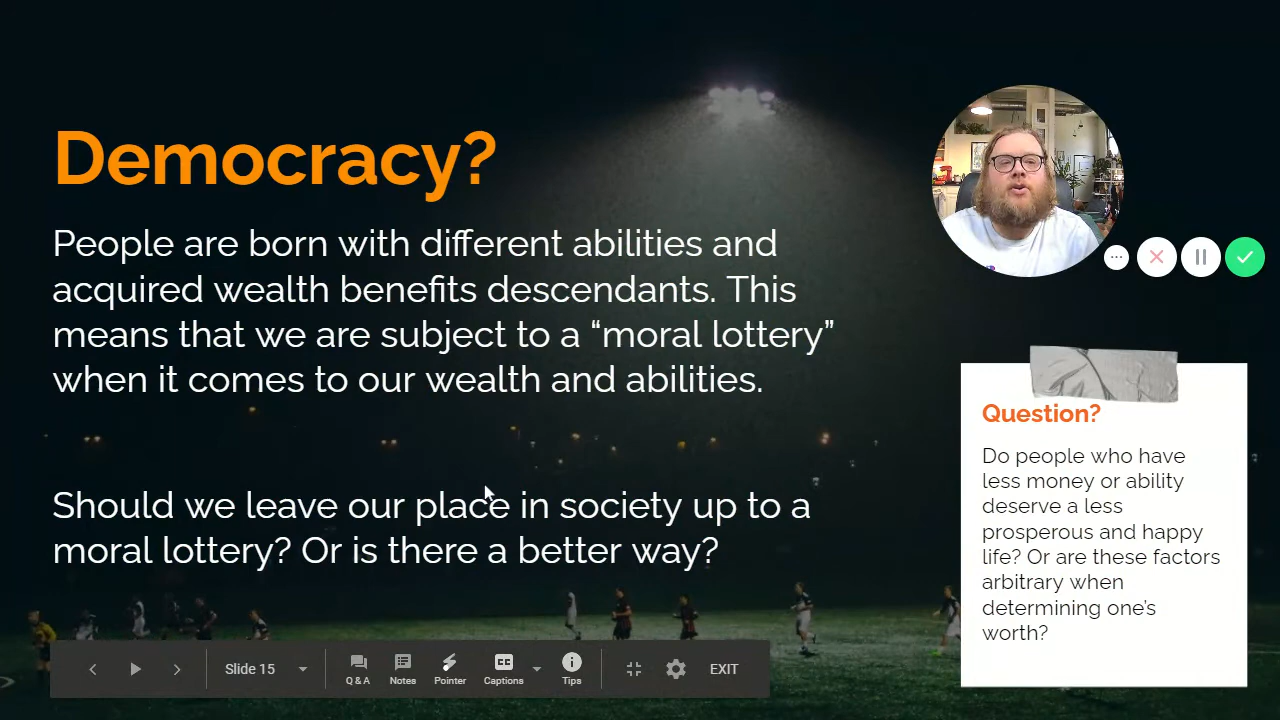 Democracy?
People are born with different abilities and
acquired wealth benefits descendants. This
means that we are subject to a “moral lottery”
when it comes to our wealth and abilities.
Should we leave our place in society up to a
moral lottery? Or is there a better way?
Question?
Do people who have
less money or ability
deserve a less
prosperous and happy
life? Or are these factors
arbitrary when
determining one’s
worth?
Slide 15
Q & A
Notes
Pointer
CC
Captions
Tips
EXIT